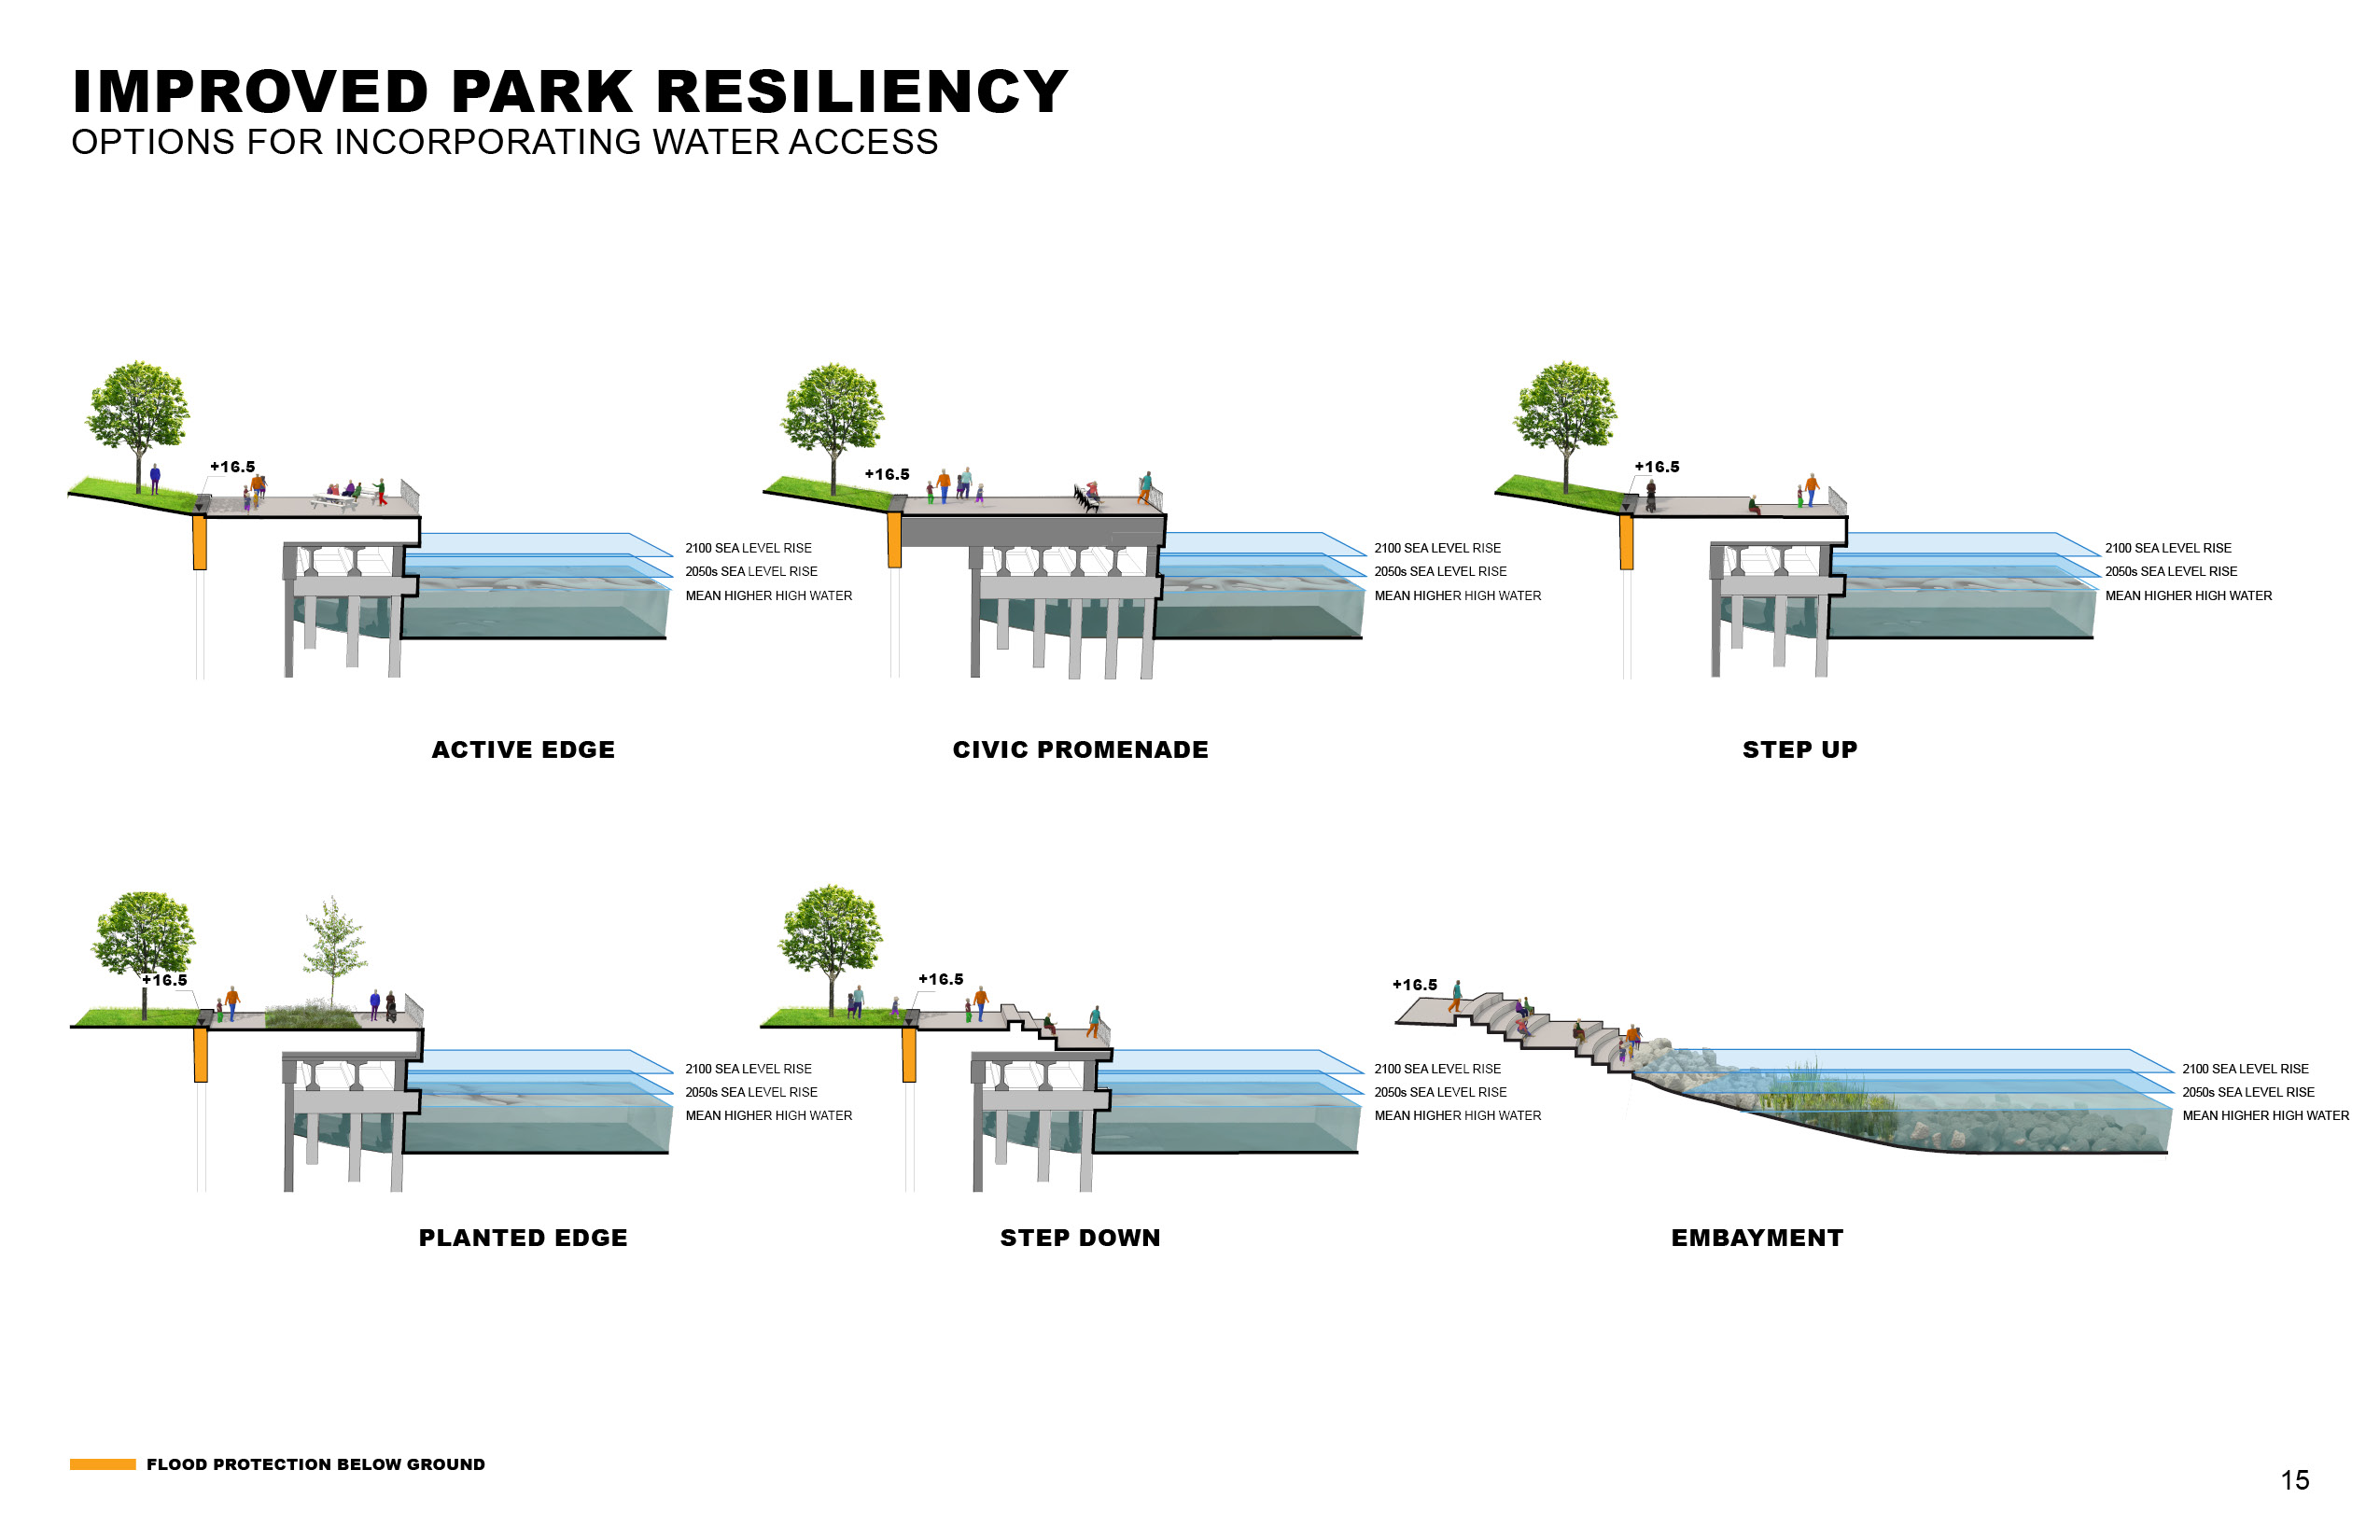 IMPROVED PARK RESILIENCY
OPTIONS FOR INCORPORATING WATER ACCESS
+16.5
2100 SEA LEVEL RISE
2050s SEA LEVEL RISE
MEAN HIGHER HIGH WATER
ACTIVE EDGE
+16.5
2100 SEA LEVEL RISE
2050s SEA LEVEL RISE
MEAN HIGHER HIGH WATER
CIVIC PROMENADE
+16.5
2100 SEA LEVEL RISE
2050s SEA LEVEL RISE
MEAN HIGHER HIGH WATER
STEP UP
+16.5
2100 SEA LEVEL RISE
2050s SEA LEVEL RISE
MEAN HIGHER HIGH WATER
PLANTED EDGE
+16.5
2100 SEA LEVEL RISE
2050s SEA LEVEL RISE
MEAN HIGHER HIGH WATER
STEP DOWN
+16.5
2100 SEA LEVEL RISE
2050s SEA LEVEL RISE
MEAN HIGHER HIGH WATER
EMBAYMENT
FLOOD PROTECTION BELOW GROUND
15